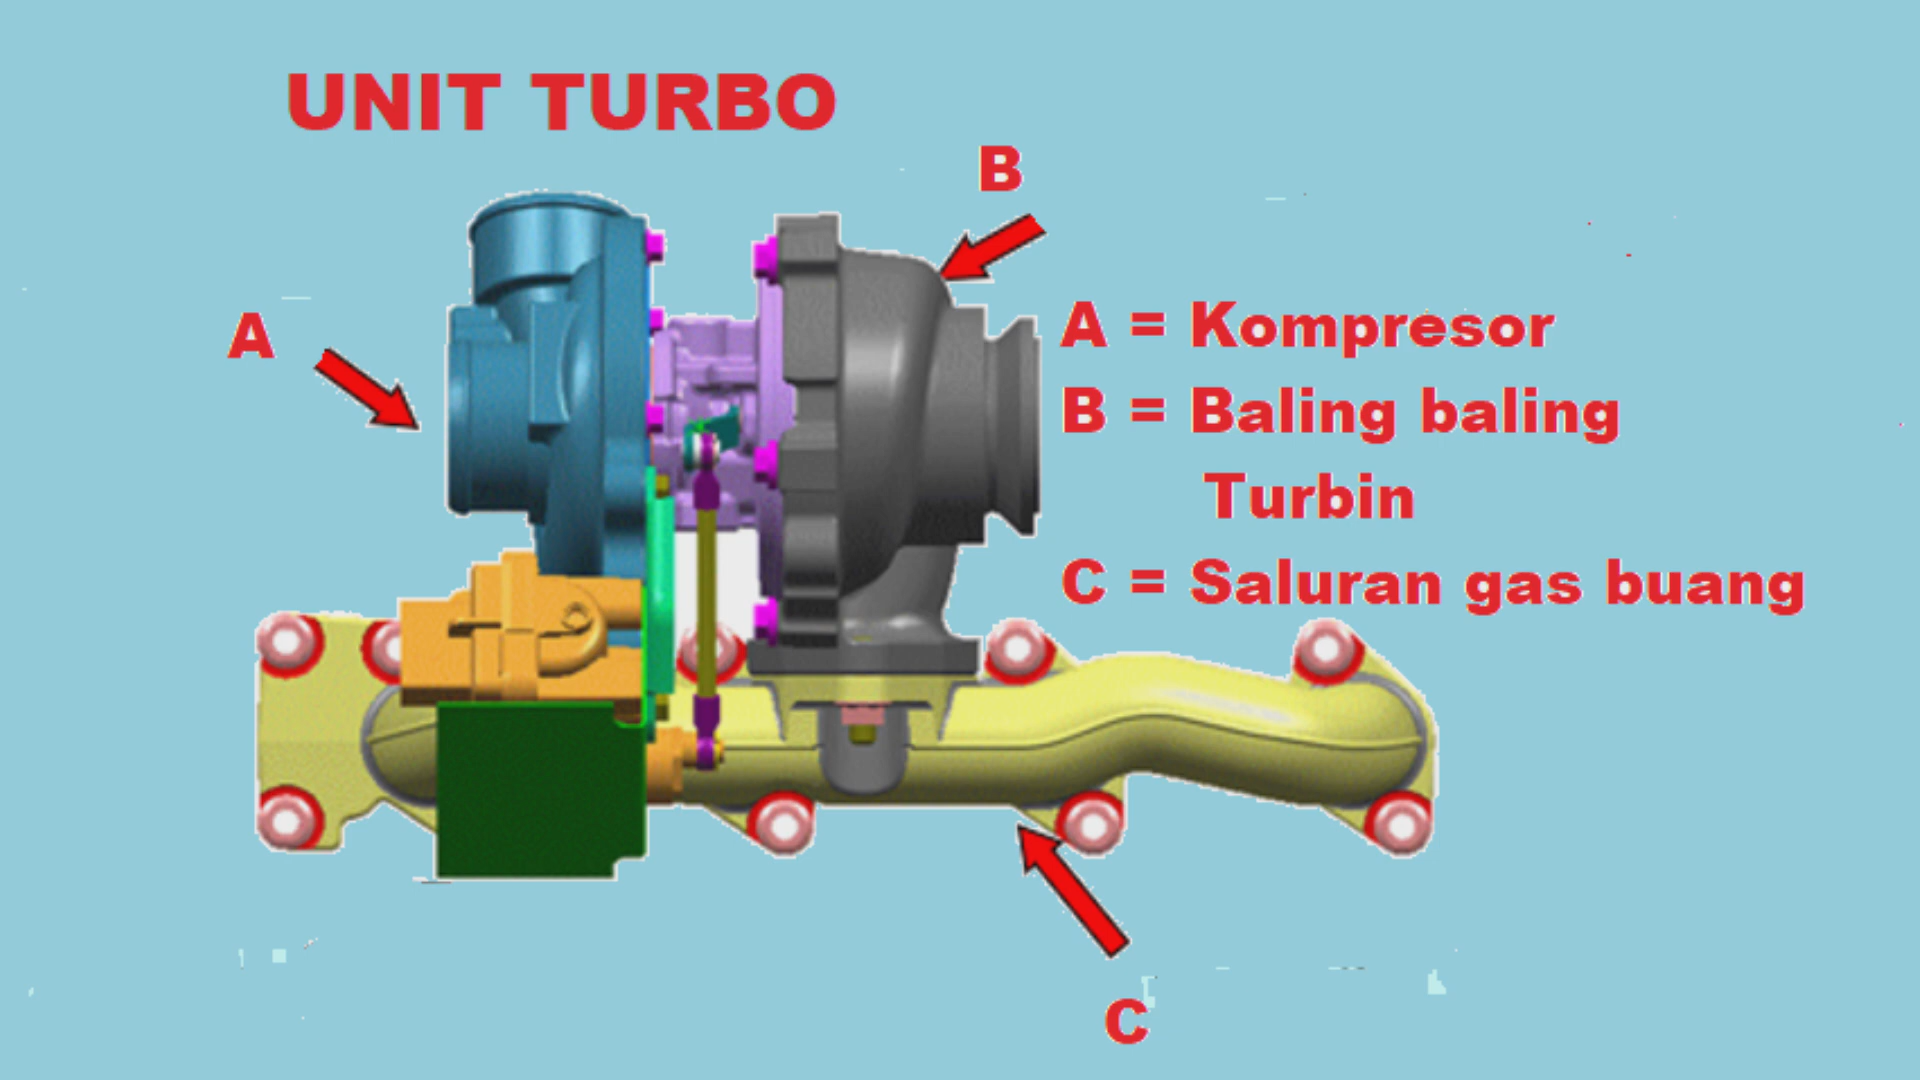 UNIT TURBO
B
A
A = Kompresor
B = Baling baling
Turbin
C = Saluran gas buang
C